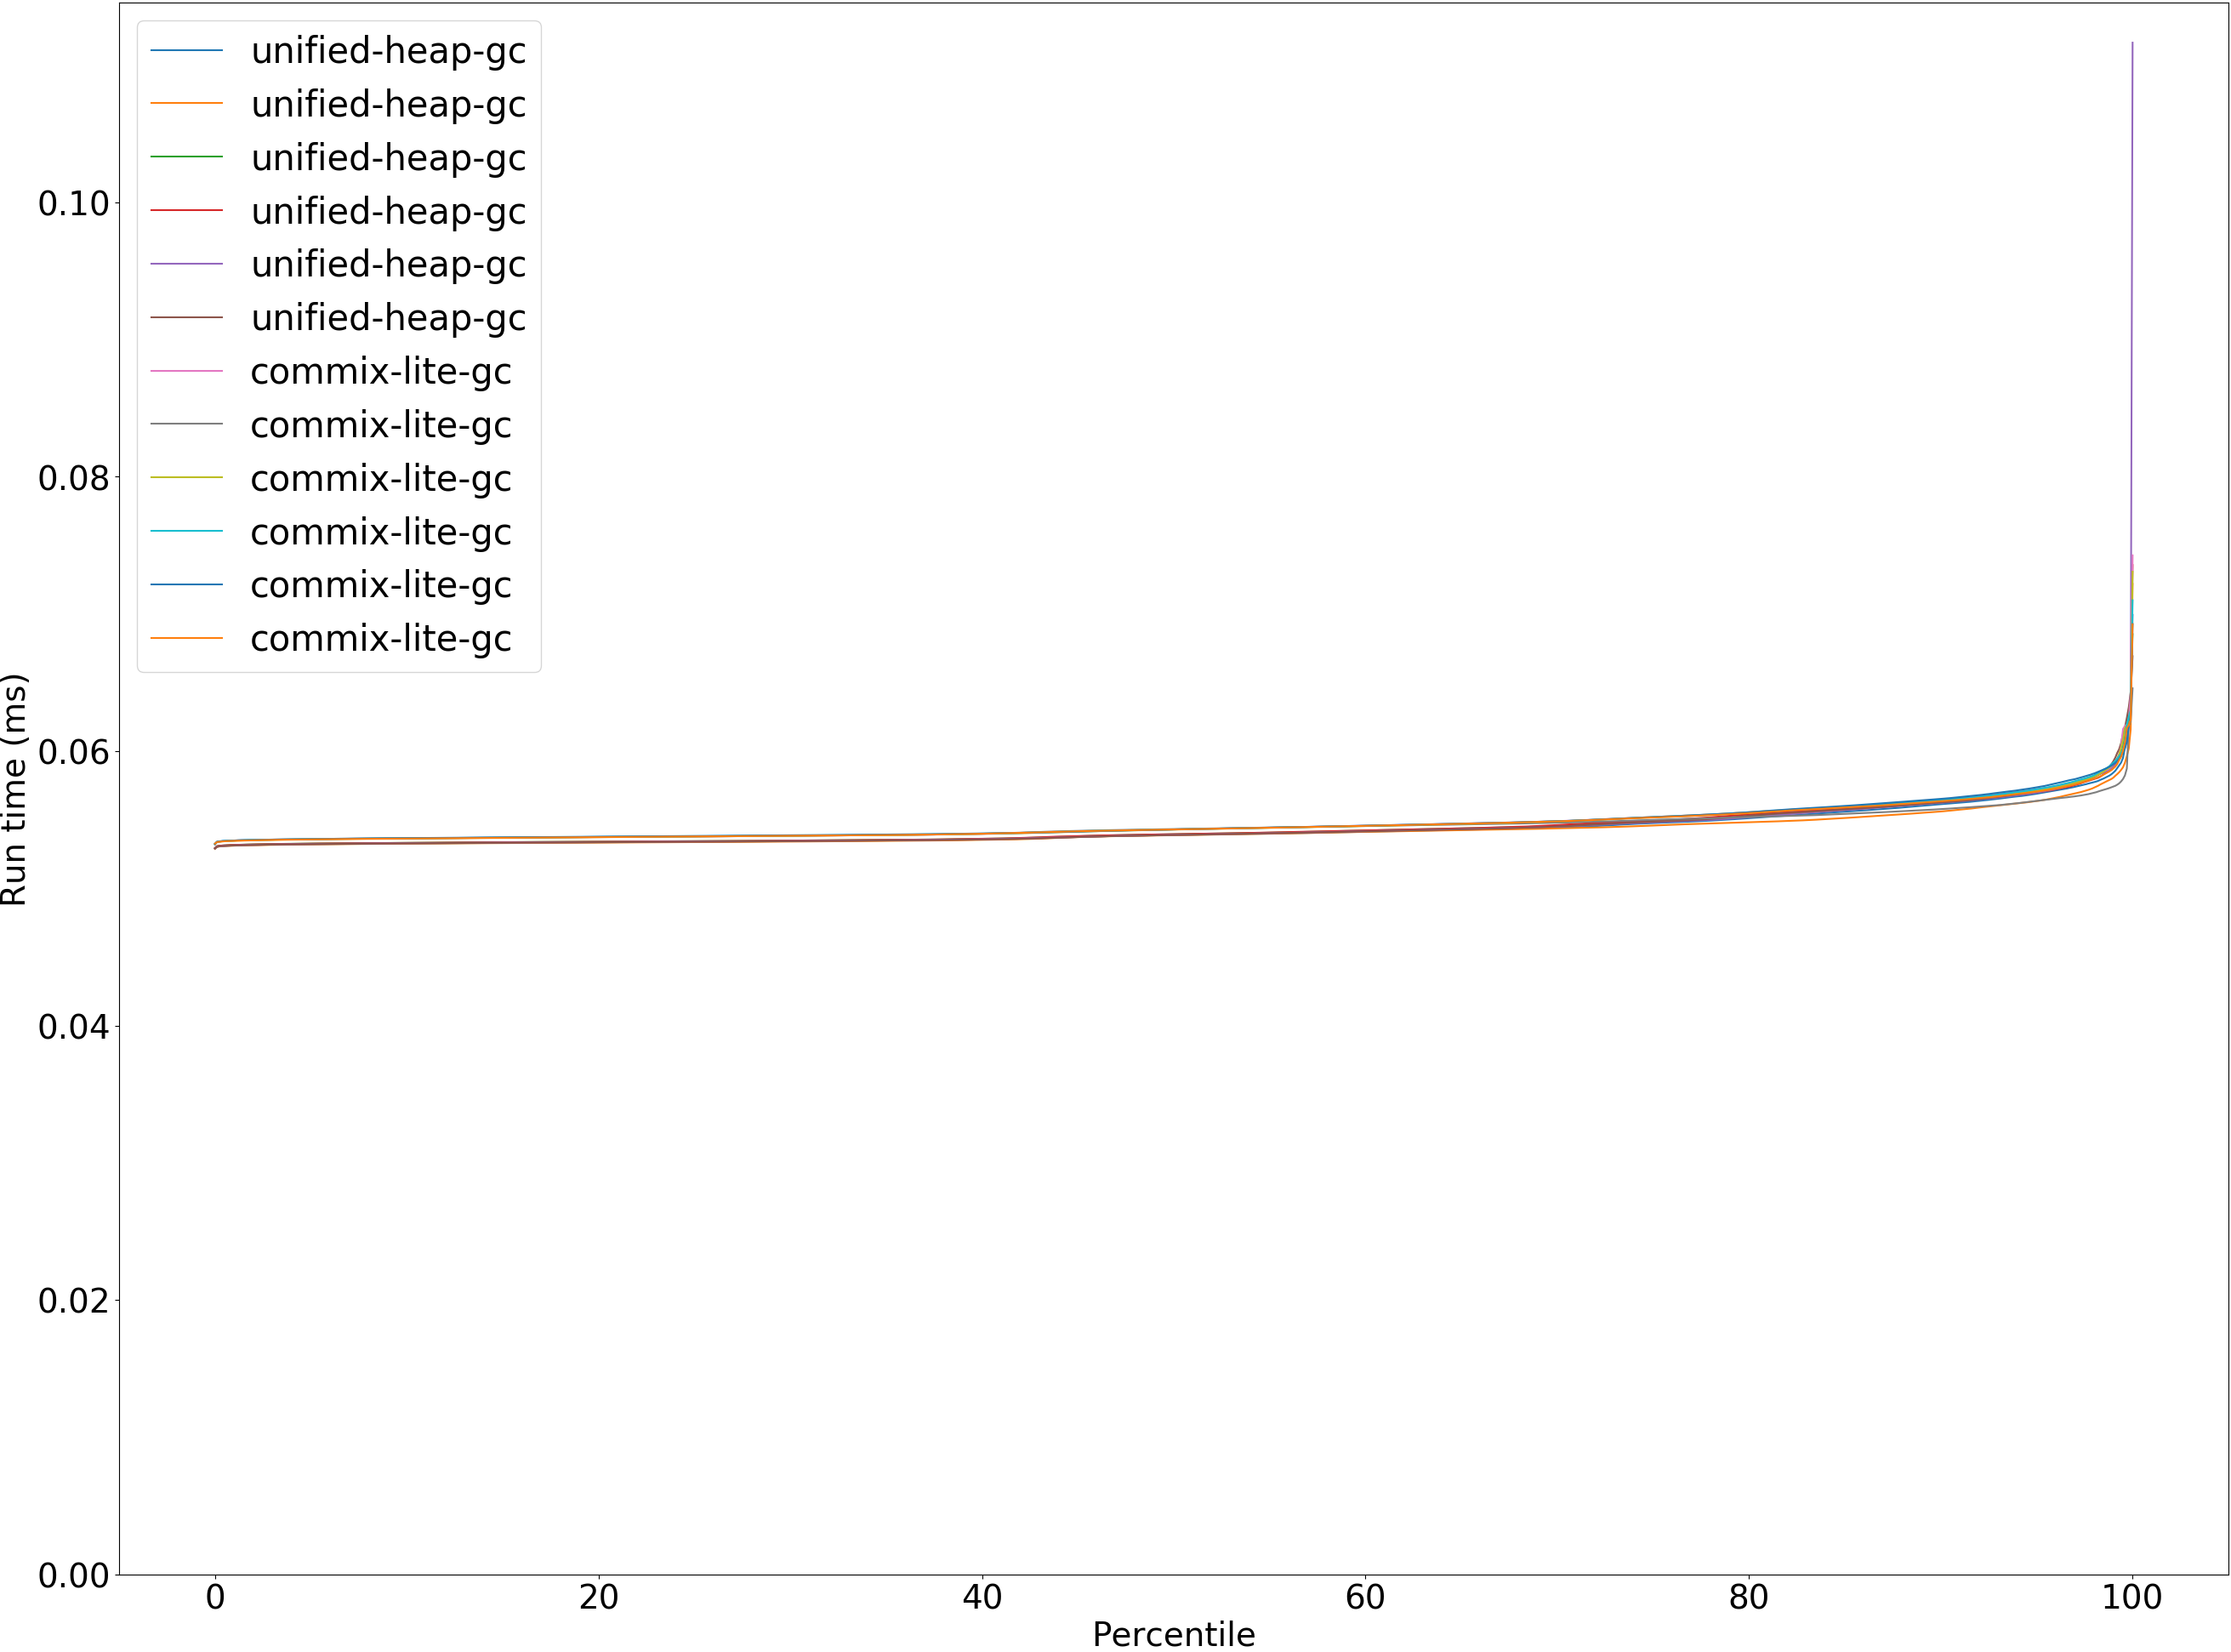 unified-heap-gc
unified-heap-gc
unified-heap-gc
unified-heap-gc
unified-heap-gc
unified-heap-gc
commix-lite-gc
commix-lite-gc
commix-lite-gc
commix-lite-gc
commix-lite-gc
commix-lite-gc
Run time (ms)
0.10
0.08
0.06
0.04
0.02
0.00
0 20 40 60 80 100
Percentile